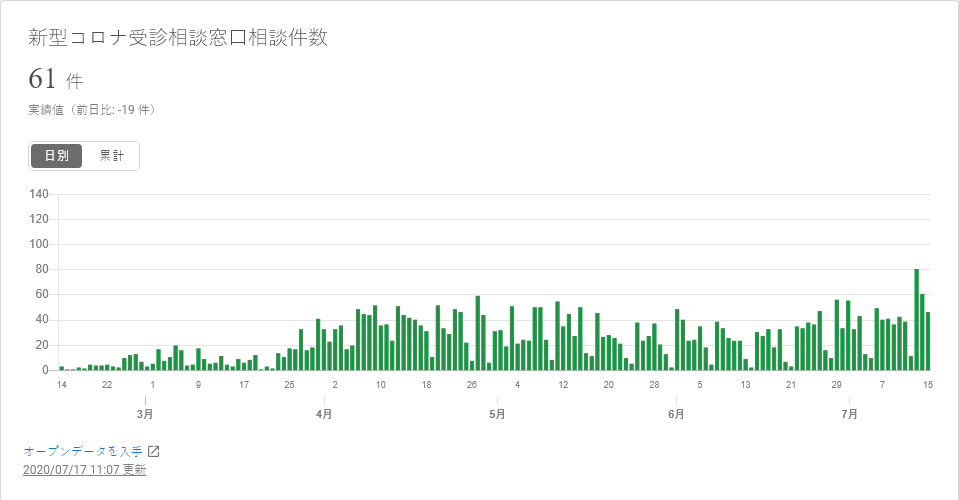 新型コロナ受診相談窓口相談件数
61 件
実績値（前日比: -19 件）
日別 累計
140
120
100
80
60
40
20
0
14 22 1 9 17 25 2 10 18 26 4 12 20 28 5 13 21 29 7 15
3月 4月 5月 6月 7月
オープンデータを入手
2020/07/17 11:07 更新